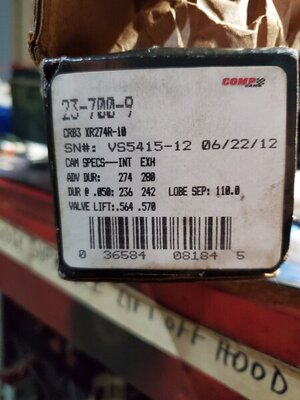 COMP
CAMS
23-700-9
CRB3 XR274R-10
SN#: VS5415-12 06/22/12
CAM SPECS--INT EXH
ADV DUR: 274 280
DUR @ .050: 236 242 LOBE SEP: 110.0
VALVE LIFT:.564 .570
0 36584 08184 5
LIFT OFF HOOD